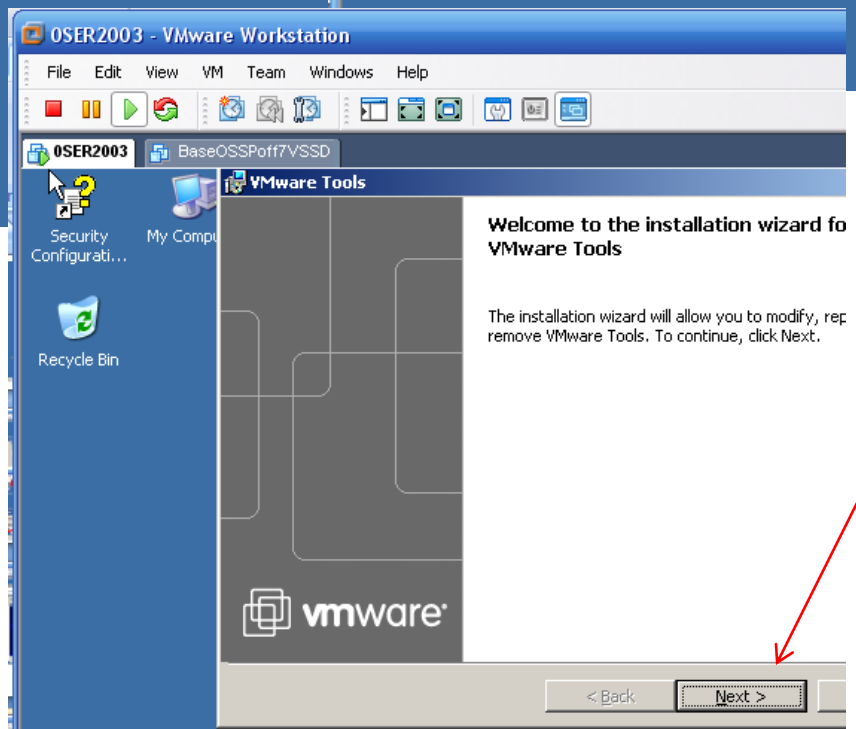 0SER2003 - VMware Workstation
File Edit View VM Team Windows Help
0SER2003 BaseOSSPoff7VSSD
VMware Tools
Security
Configurati...
My Compu
Recycle Bin
Welcome to the installation wizard fo
VMware Tools
The installation wizard will allow you to modify, rep
remove VMware Tools. To continue, click Next.
vmware
< Back Next >